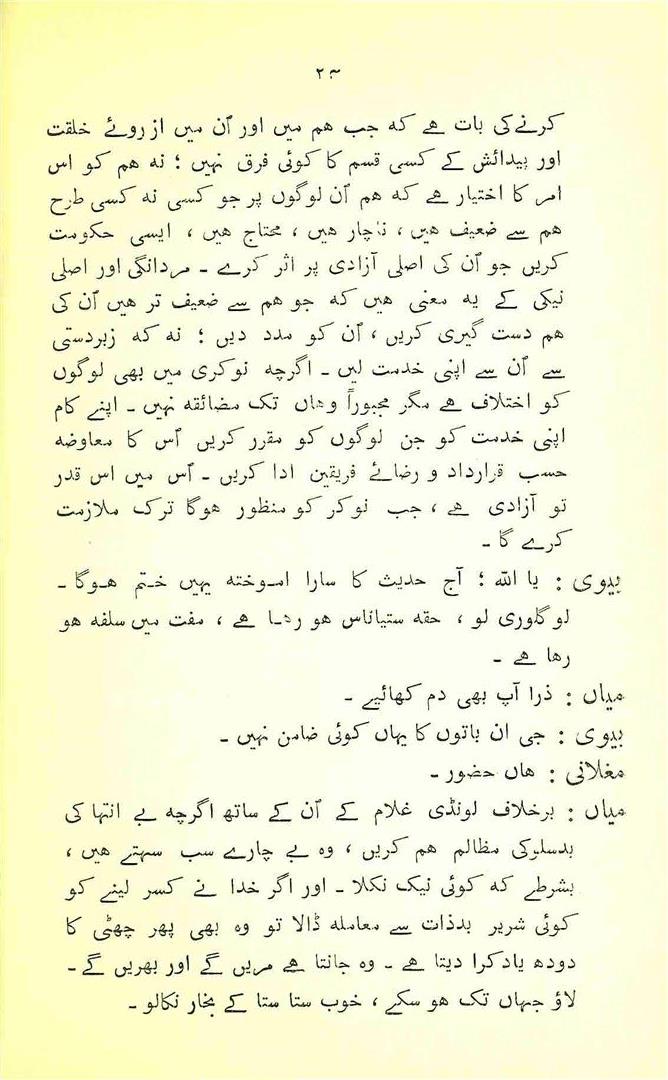 ۲۳
کرنے کی بات ہے کہ جب ہم میں اور اُن میں از روئے خلقت
اور پیدائش کے کسی قسم کا کوئی فرق نہیں ؛ نہ ہم کو اس
امر کا اختیار ہے کہ ہم اُن لوگوں پر جو کسی نہ کسی طرح
ہم سے ضعیف ہیں ، ناچار ہیں ، محتاج ہیں ، ایسی حکومت
کریں جو اُن کی اصلی آزادی پر اثر کرے ۔ مردانگی اور اصلی
نیکی کے یہ معنی ہیں کہ جو ہم سے ضعیف تر ہیں اُن کی
ہم دست گیری کریں ، اُن کو مدد دیں ؛ نہ کہ زبردستی
سے اُن سے اپنی خدمت لیں ۔ اگرچہ نوکری میں بھی لوگوں
کو اختلاف ہے مگر مجبوراً وہاں تک مضائقہ نہیں ۔ اپنے کام
اپنی خدمت کو جن لوگوں کو مقرر کریں اُس کا معاوضہ
حسب قرارداد و رضائے فریقین ادا کریں ۔ اُس میں اس قدر
تو آزادی ہے ، جب نوکر کو منظور ہوگا ترک ملازمت
کرے گا ۔
بیوی : یا اللہ ؛ آج حدیث کا سارا اموختہ یہیں ختم ہوگا ۔
لو گلوری لو ، حقہ ستیاناس ہو رہا ہے ، مفت میں سلفہ ہو
رہا ہے ۔
میاں : ذرا آپ بھی دم کھائیے ۔
بیوی : جی ان باتوں کا یہاں کوئی ضامن نہیں ۔
مغلانی : ہاں حضور ۔
میاں : برخلاف لونڈی غلام کے اُن کے ساتھ اگرچہ بے انتہا کی
بدسلوکی مظالم ہم کریں ، وہ بے چارے سب سہتے ہیں ،
بشرطے کہ کوئی نیک نکلا ۔ اور اگر خدا نے کسر لینے کو
کوئی شریر بدذات سے معاملہ ڈالا تو وہ بھی پھر چھٹی کا
دودھ یاد کرا دیتا ہے ۔ وہ جانتا ہے مریں گے اور بھریں گے ۔
لاؤ جہاں تک ہو سکے ، خوب ستا ستا کے بخار نکالو ۔